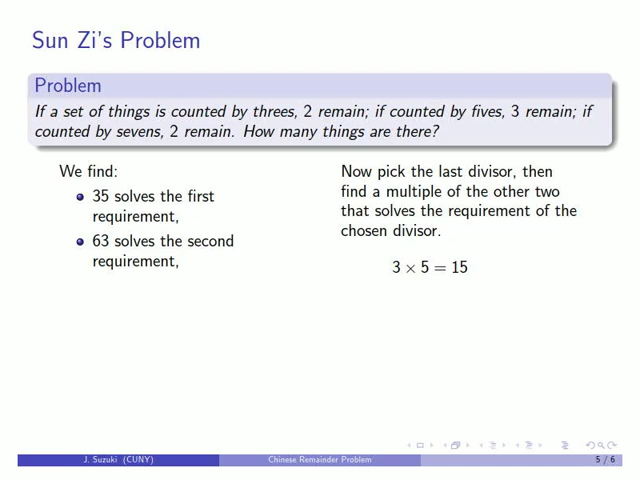 Sun Zi's Problem
Problem
If a set of things is counted by threes, 2 remain; if counted by fives, 3 remain; if
counted by sevens, 2 remain. How many things are there?
We find:
35 solves the first
requirement,
63 solves the second
requirement,
Now pick the last divisor, then
find a multiple of the other two
that solves the requirement of the
chosen divisor.
3 × 5 = 15
J. Suzuki (CUNY)
Chinese Remainder Problem
5 / 6